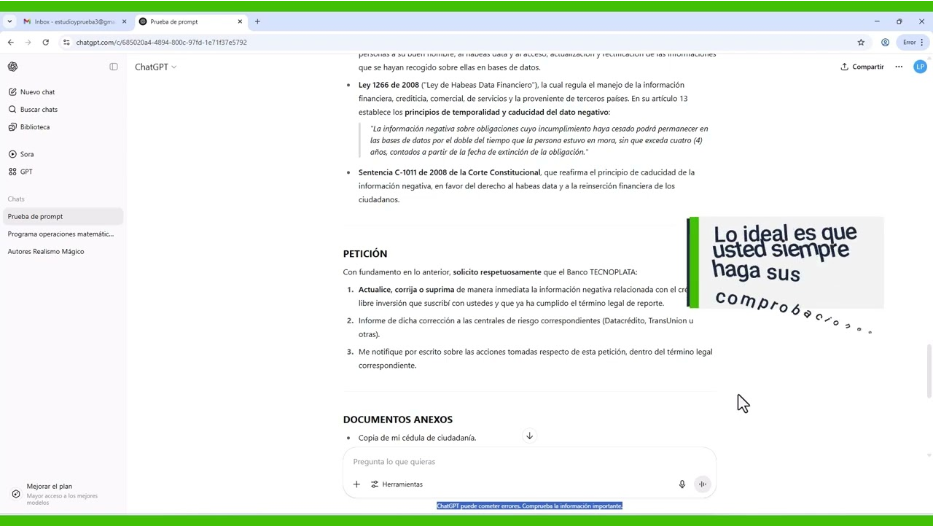 Inbox - estudioyprueba3@gma
Prueba de prompt
chatgpt.com/c/685020a4-4894-800c-97fd-1e71f37e5792
Error
ChatGPT
Compartir
LP
Nuevo chat
Buscar chats
Biblioteca
Sora
GPT
Chats
Prueba de prompt
Programa operaciones matemátic...
Autores Realismo Mágico
Mejorar el plan
Mayor acceso a los mejores
modelos
personas a su buen nombre, al habeas data y al acceso, actualización y rectificación de las informaciones
que se hayan recogido sobre ellas en bases de datos.
• Ley 1266 de 2008 ("Ley de Habeas Data Financiero"), la cual regula el manejo de la información
financiera, crediticia, comercial, de servicios y la proveniente de terceros países. En su artículo 13
establece los principios de temporalidad y caducidad del dato negativo:
"La información negativa sobre obligaciones cuyo incumplimiento haya cesado podrá permanecer en
las bases de datos por el doble del tiempo que la persona estuvo en mora, sin que exceda cuatro (4)
años, contados a partir de la fecha de extinción de la obligación."
• Sentencia C-1011 de 2008 de la Corte Constitucional, que reafirma el principio de caducidad de la
información negativa, en favor del derecho al habeas data y a la reinserción financiera de los
ciudadanos.
PETICIÓN
Con fundamento en lo anterior, solicito respetuosamente que el Banco TECNOPLATA:
1. Actualice, corrija o suprima de manera inmediata la información negativa relacionada con el
libre inversión que suscribí con ustedes y que ya ha cumplido el término legal de reporte.
2. Informe de dicha corrección a las centrales de riesgo correspondientes (Datacrédito, TransUnion u
otras).
3. Me notifique por escrito sobre las acciones tomadas respecto de esta petición, dentro del término legal
correspondiente.
DOCUMENTOS ANEXOS
• Copia de mi cédula de ciudadanía.
Pregunta lo que quieras
Herramientas
ChatGPT puede cometer errores. Comprueba la información importante.
Lo ideal es que
usted siempre
haga sus
comprobaciones